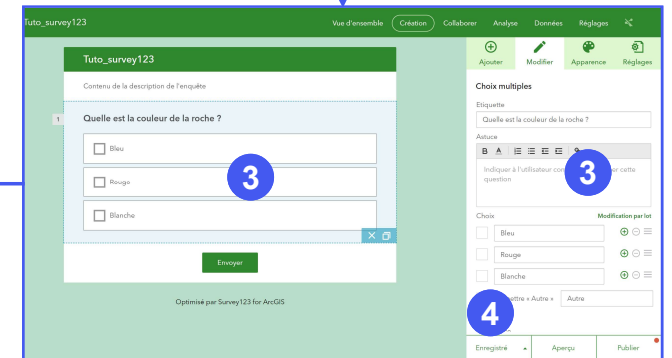 Tuto_survey123
Vue d'ensemble Création Collaborer Analyse Données Réglages
Tuto_survey123
Contenu de la description de l'enquête
1 Quelle est la couleur de la roche ?
Bleu
Rouge
Blanche
3
Envoyer
Optimisé par Survey123 for ArcGIS
Ajouter Modifier Apparence Réglages
Choix multiples
Etiquette
Quelle est la couleur de la roche ?
Astuce
B A
Indiquer à l'utilisateur cette
question
3
Choix Modification par lot
Bleu
Rouge
Blanche
« Autre » Autre
4
Enregistré Aperçu Publier